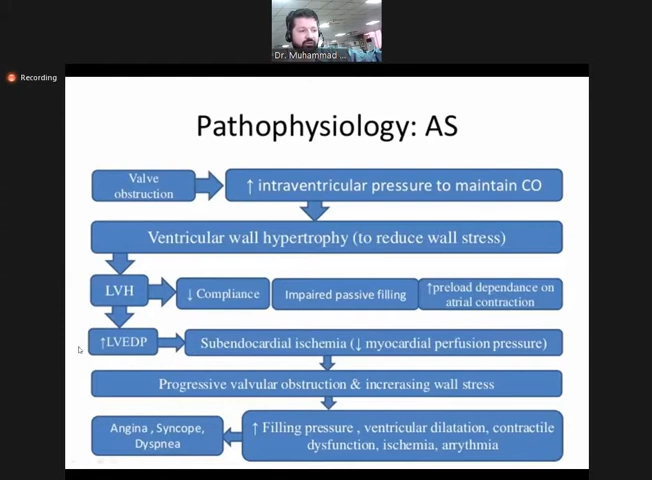 Dr. Muhammad ...
Recording
Pathophysiology: AS
Valve
obstruction
↑ intraventricular pressure to maintain CO
Ventricular wall hypertrophy (to reduce wall stress)
LVH
↓ Compliance
Impaired passive filling
↑preload dependance on
atrial contraction
↑LVEDP
Subendocardial ischemia (↓ myocardial perfusion pressure)
Progressive valvular obstruction & increrasing wall stress
Angina , Syncope,
Dyspnea
↑ Filling pressure , ventricular dilatation, contractile
dysfunction, ischemia, arrythmia